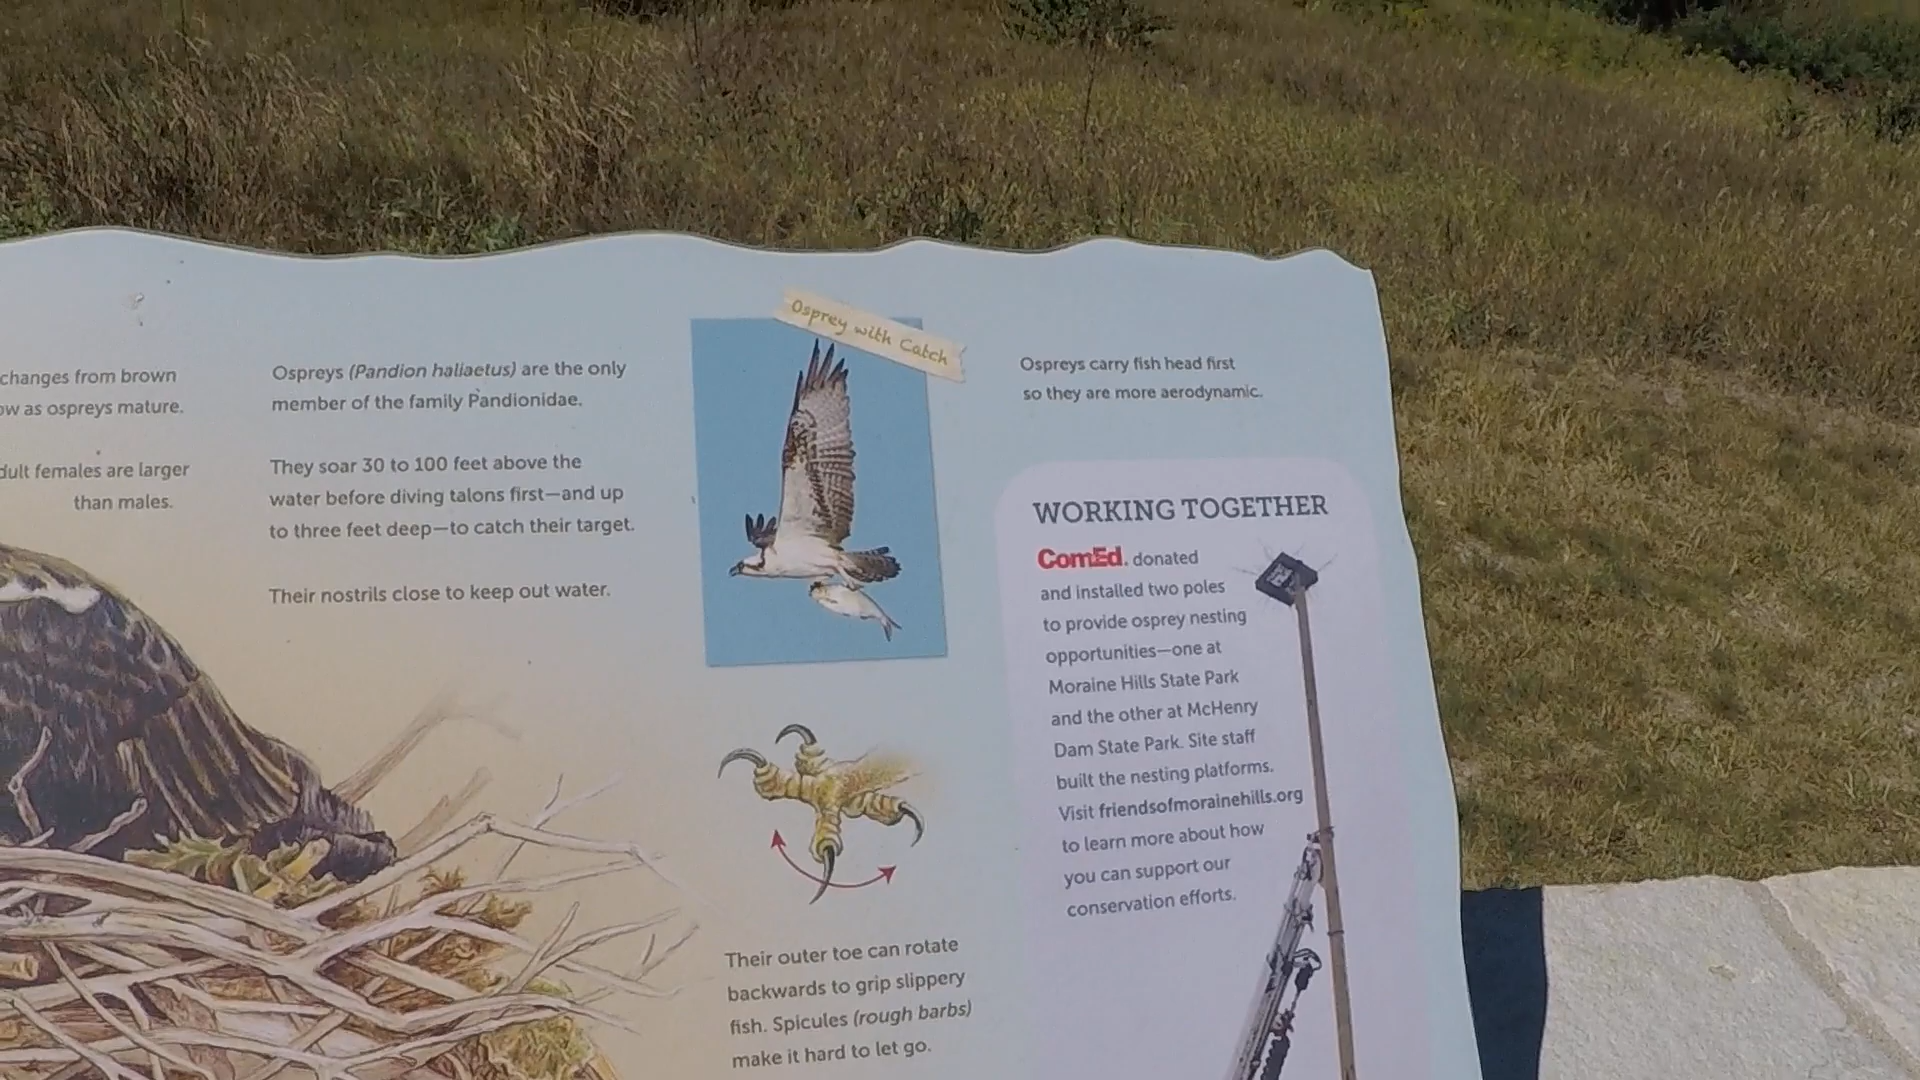 changes from brown
as ospreys mature.
females are larger
than males.
Ospreys (Pandion haliaetus) are the only
member of the family Pandionidae.
They soar 30 to 100 feet above the
water before diving talons first—and up
to three feet deep—to catch their target.
Their nostrils close to keep out water.
Osprey with Catch
Their outer toe can rotate
backwards to grip slippery
fish. Spicules (rough barbs)
make it hard to let go.
Ospreys carry fish head first
so they are more aerodynamic.
WORKING TOGETHER
ComEd. donated
and installed two poles
to provide osprey nesting
opportunities—one at
Moraine Hills State Park
and the other at McHenry
Dam State Park. Site staff
built the nesting platforms.
Visit friendsofmorainehills.org
to learn more about how
you can support our
conservation efforts.